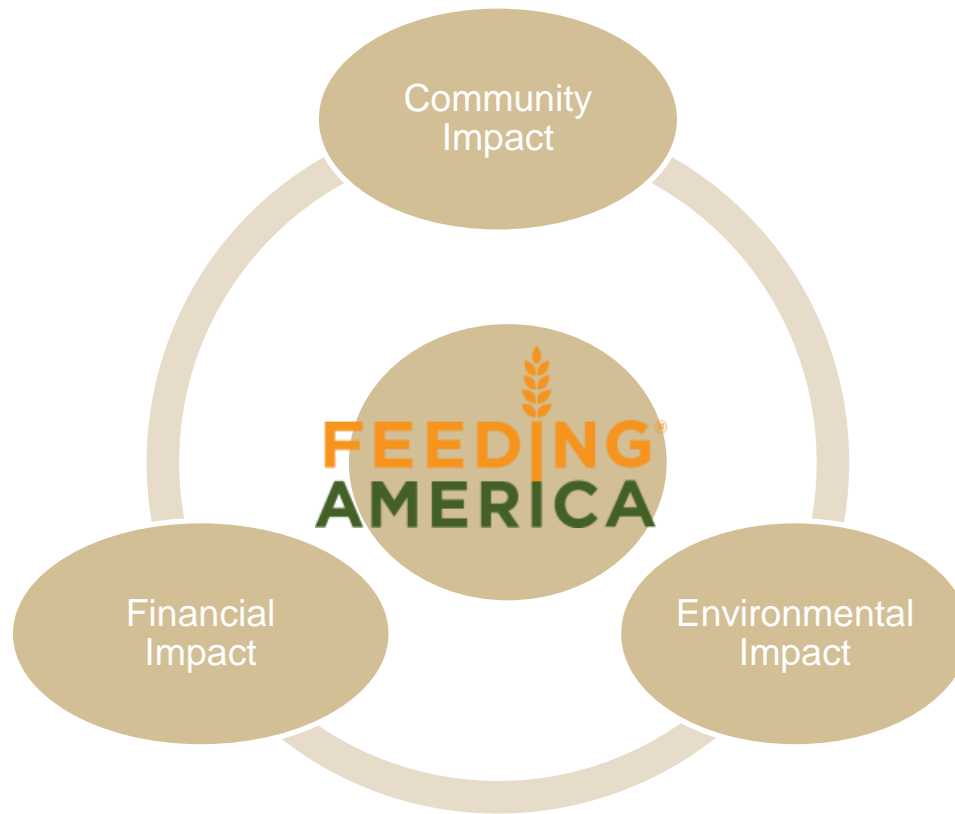 Community
Impact
FEEDING®
AMERICA
Financial
Impact
Environmental
Impact